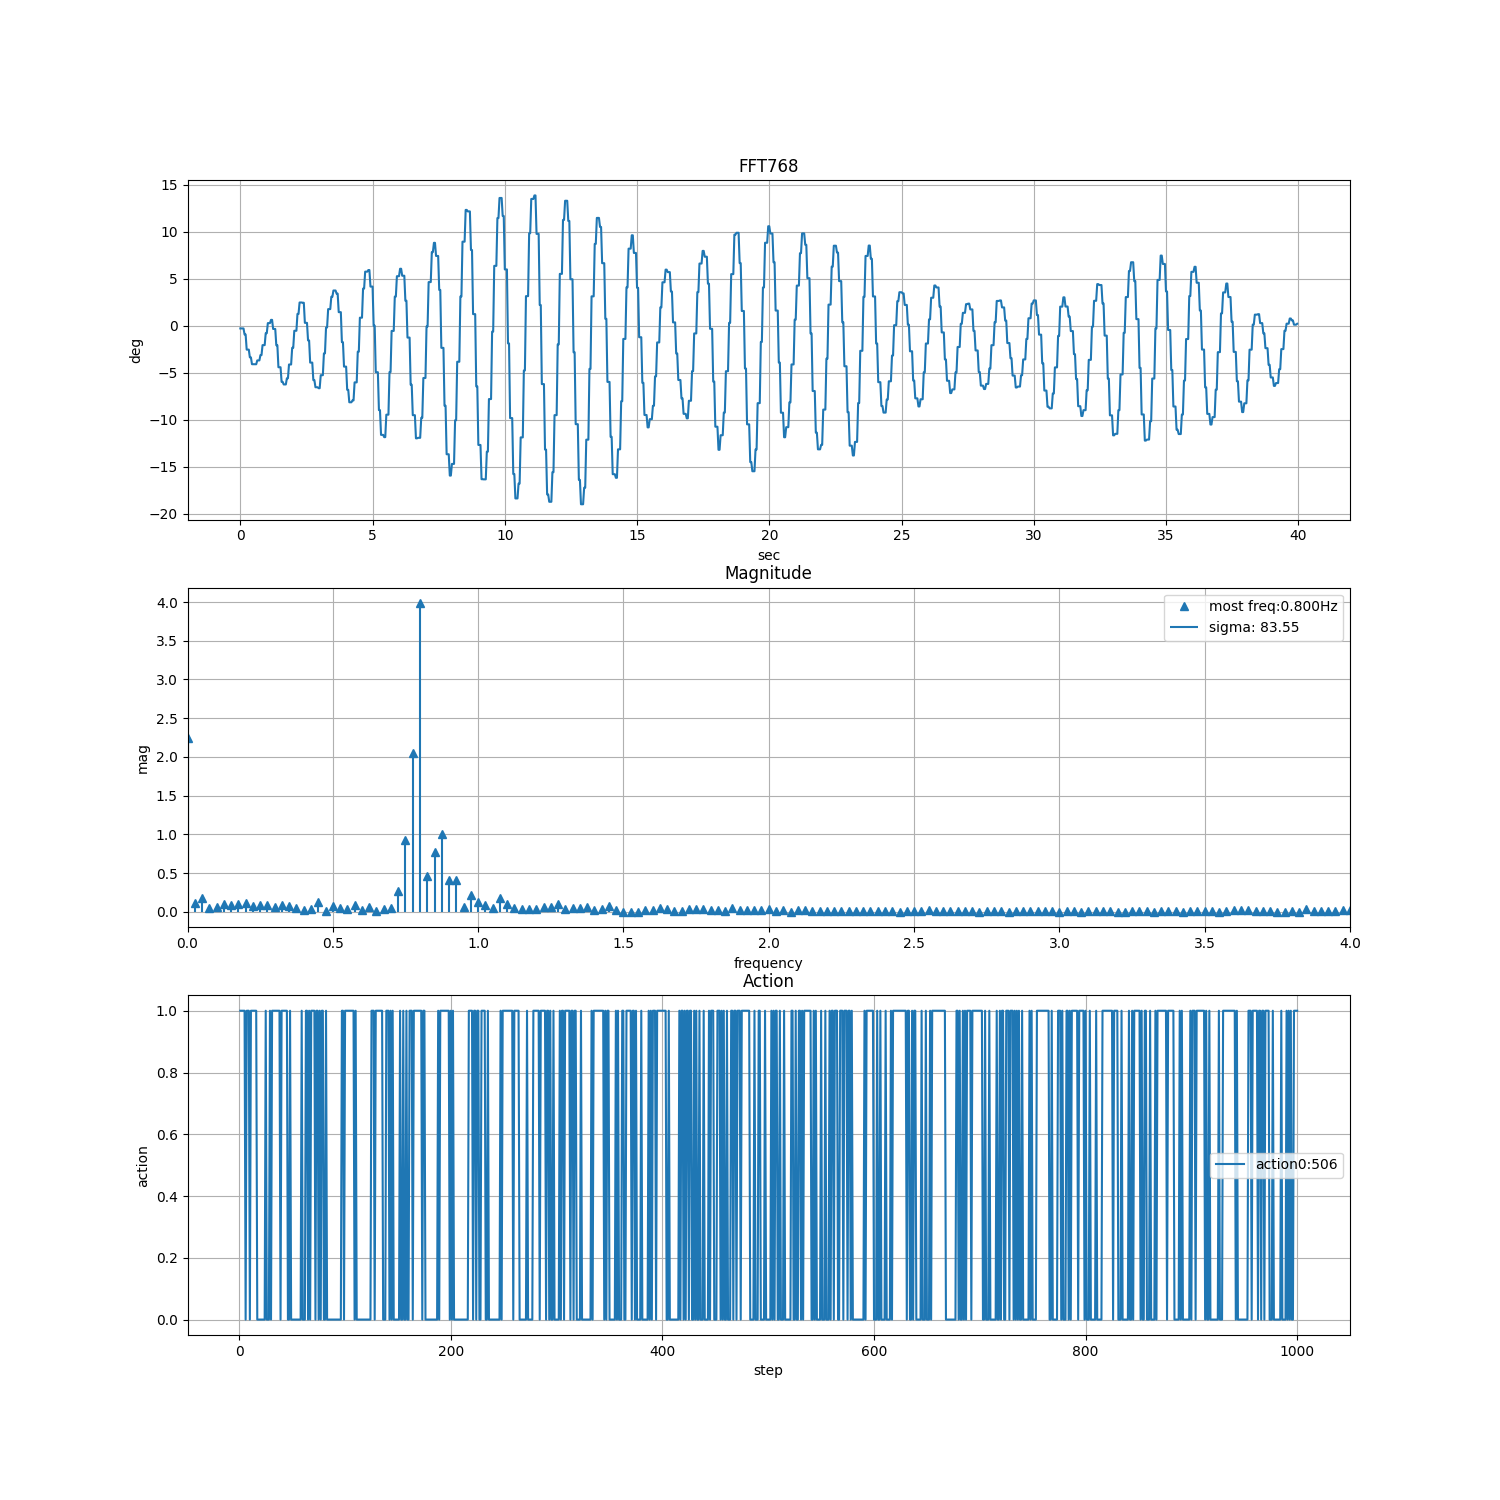 FFT768
15
10
5
0
−5
−10
−15
−20
deg
0 5 10 15 20 25 30 35 40
sec
Magnitude
4.0
3.5
3.0
2.5
2.0
1.5
1.0
0.5
0.0
mag
most freq:0.800Hz
sigma: 83.55
0.0 0.5 1.0 1.5 2.0 2.5 3.0 3.5 4.0
frequency
Action
1.0
0.8
0.6
0.4
0.2
0.0
action
action0:506
0 200 400 600 800 1000
step